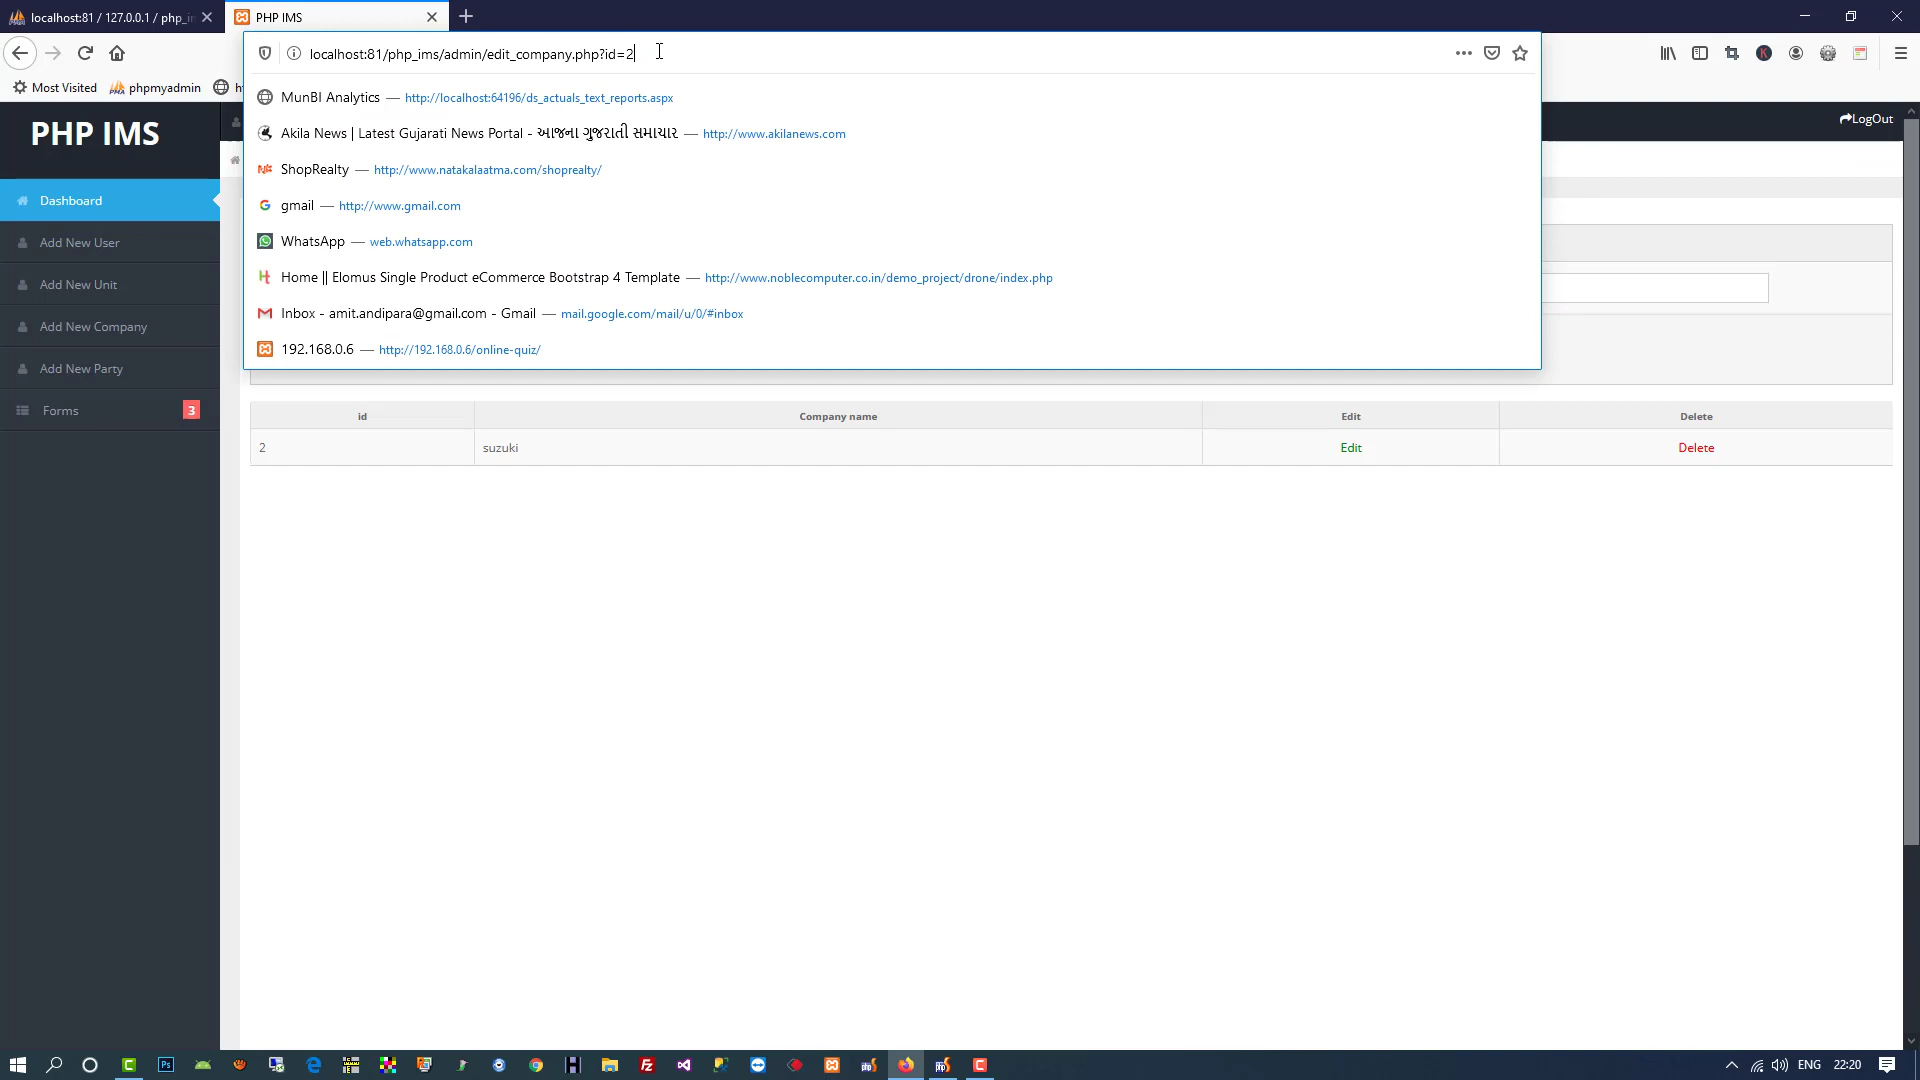 localhost:81 / 127.0.0.1 / php_i
PHP IMS
localhost:81/php_ims/admin/edit_company.php?id=2
Most Visited
phpmyadmin
MunBI Analytics — http://localhost:64196/ds_actuals_text_reports.aspx
Akila News | Latest Gujarati News Portal - આજના ગુજરાતી સમાચાર — http://www.akilanews.com
ShopRealty — http://www.natakalaatma.com/shoprealty/
gmail — http://www.gmail.com
WhatsApp — web.whatsapp.com
Home || Elomus Single Product eCommerce Bootstrap 4 Template — http://www.noblecomputer.co.in/demo_project/drone/index.php
Inbox - amit.andipara@gmail.com - Gmail — mail.google.com/mail/u/0/#inbox
192.168.0.6 — http://192.168.0.6/online-quiz/
PHP IMS
LogOut
Dashboard
Add New User
Add New Unit
Add New Company
Add New Party
Forms 3
id Company name Edit Delete
2 suzuki Edit Delete
ENG 22:20